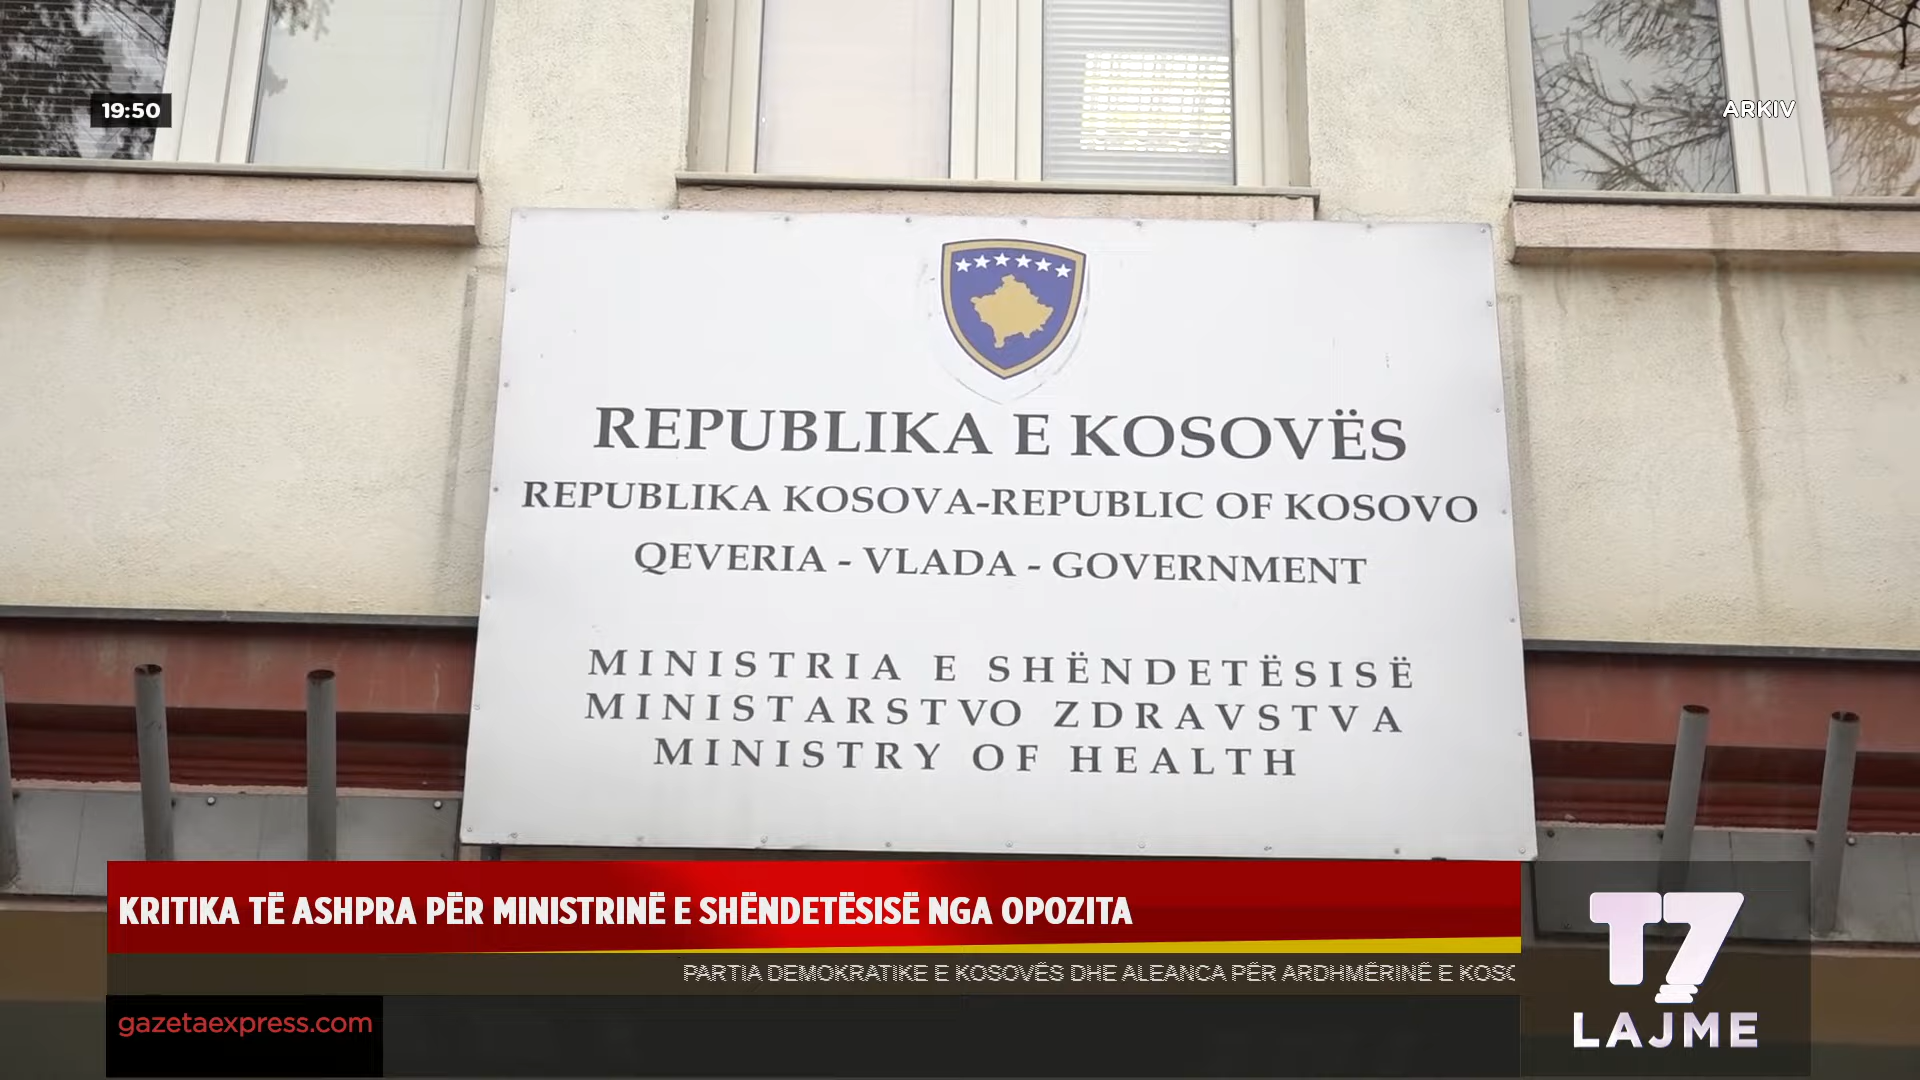 19:50
ARKIV
REPUBLIKA E KOSOVËS
REPUBLIKA KOSOVA-REPUBLIC OF KOSOVO
QEVERIA - VLADA - GOVERNMENT
MINISTRIA E SHËNDETËSISË
MINISTARSTVO ZDRAVSTVA
MINISTRY OF HEALTH
KRITIKA TË ASHPRA PËR MINISTRINË E SHËNDETËSISË NGA OPOZITA
PARTIA DEMOKRATIKE E KOSOVËS DHE ALEANCA PËR ARDHMËRINË E
gazetaexpress.com
T7
LAJME